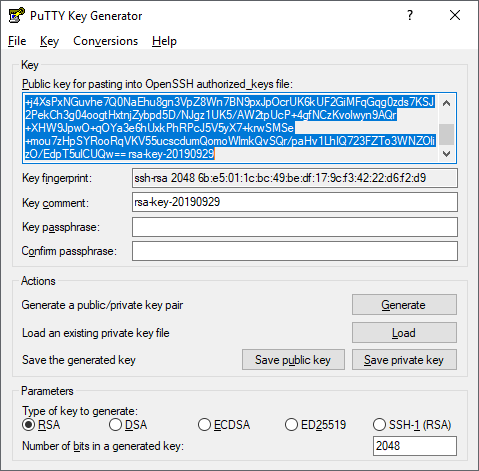 PuTTY Key Generator
File Key Conversions Help
Key
Public key for pasting into OpenSSH authorized_keys file:
+j4XsPxNGuvhe7Q0NaEhu8gn3VpZ8Wn7BN9pxJpOcrUK6kUF2GiMFqGqg0zds7KSJ
2PekCh3g04oogtHxtnjZybpd5D/NJgz1UK5/AW2tpUcP+4gfNCzKvolwyn9AQr
+XHW9JpwO+qOYa3e6hUxkPhRPcJ5V5yX7+krwSMSe
+mou7zHpSYRooRqVKV55ucscdumQomoWlmkQvSQr/paHv1LhIQ723FZTo3WNZOli
zO/EdpT5ulCUQw== rsa-key-20190929
Key fingerprint: ssh-rsa 2048 6b:e5:01:1c:bc:49:be:df:17:9c:f3:42:22:d6:f2:d9
Key comment: rsa-key-20190929
Key passphrase:
Confirm passphrase:
Actions
Generate a public/private key pair Generate
Load an existing private key file Load
Save the generated key Save public key Save private key
Parameters
Type of key to generate:
RSA DSA ECDSA ED25519 SSH-1 (RSA)
Number of bits in a generated key: 2048